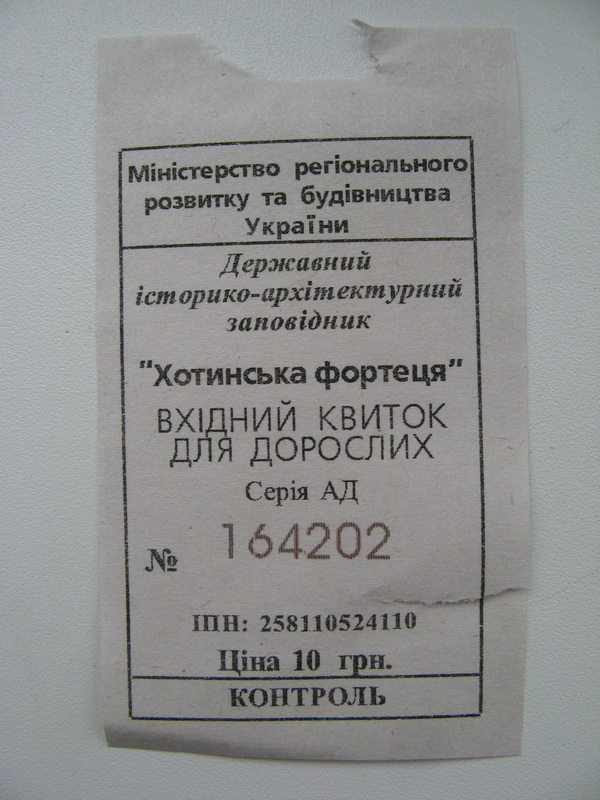 Міністерство регіонального
розвитку та будівництва
України
Державний
історико-архітектурний
заповідник
"Хотинська фортеця"
ВХІДНИЙ КВИТОК
ДЛЯ ДОРОСЛИХ
Серія АД
№ 164202
ІПН: 258110524110
Ціна 10 грн.
КОНТРОЛЬ